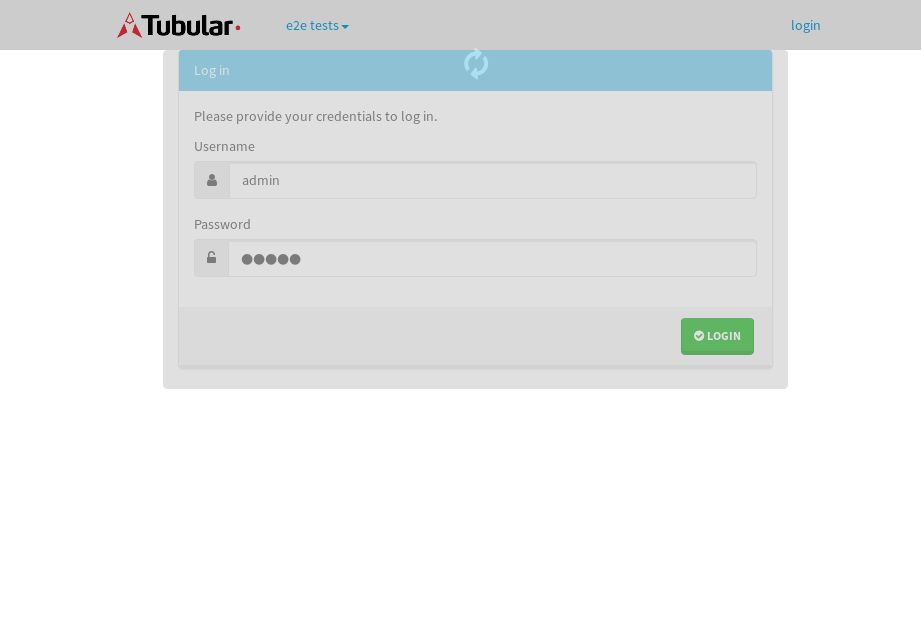 Tubular
e2e tests
login
Log in
Please provide your credentials to log in.
Username
admin
Password
●●●●●
LOGIN